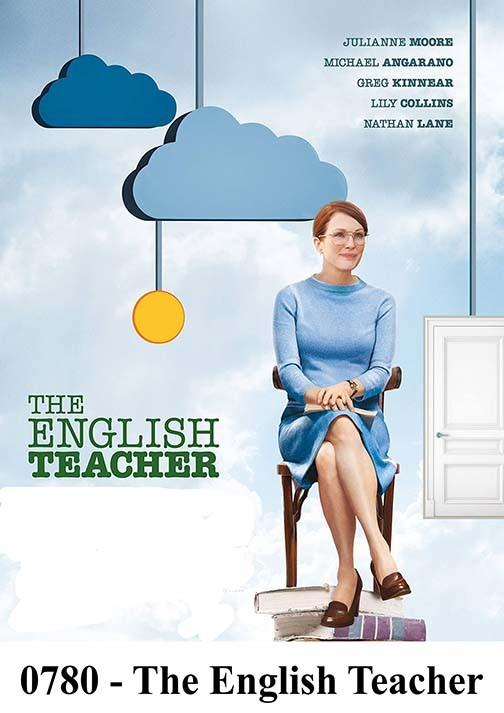 JULIANNE MOORE
MICHAEL ANGARANO
GREG KINNEAR
LILY COLLINS
NATHAN LANE
THE
ENGLISH
TEACHER
0780 - The English Teacher